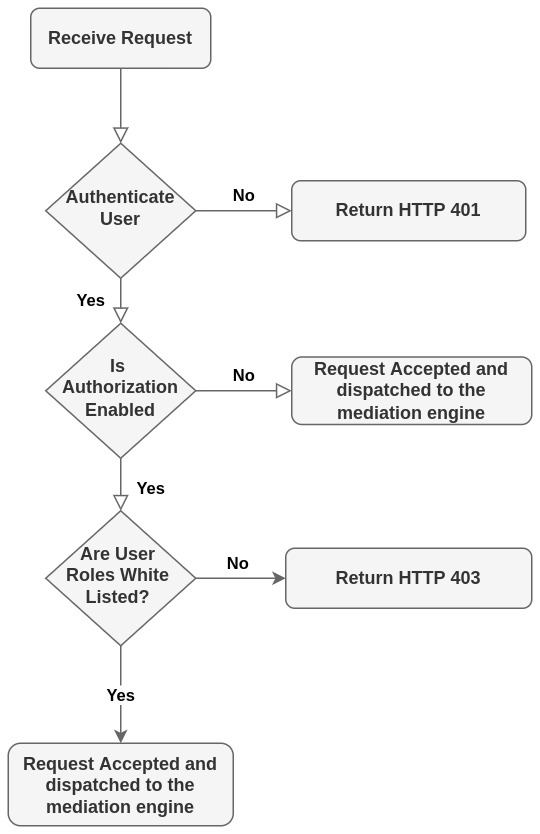 Receive Request
Authenticate
User
No
Return HTTP 401
Yes
Is
Authorization
Enabled
No
Request Accepted and
dispatched to the
mediation engine
Yes
Are User
Roles White
Listed?
No
Return HTTP 403
Yes
Request Accepted and
dispatched to the
mediation engine